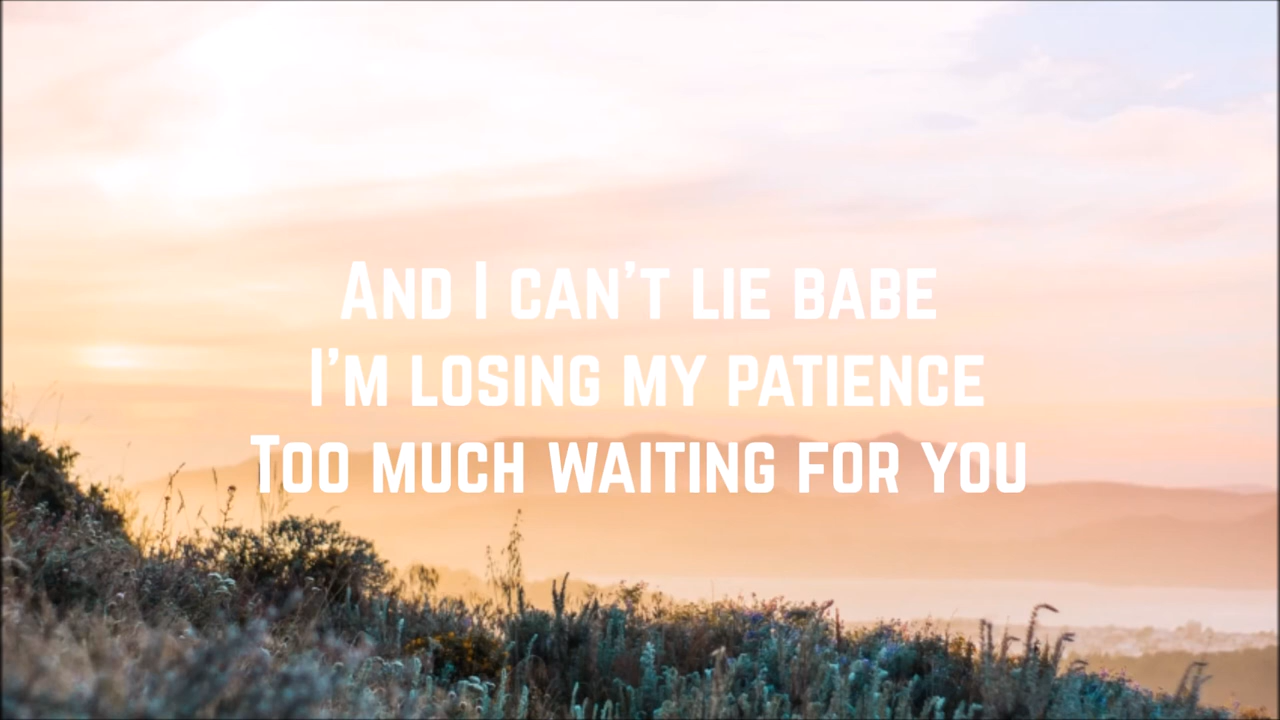 And I can't lie babe
I'm losing my patience
Too much waiting for you